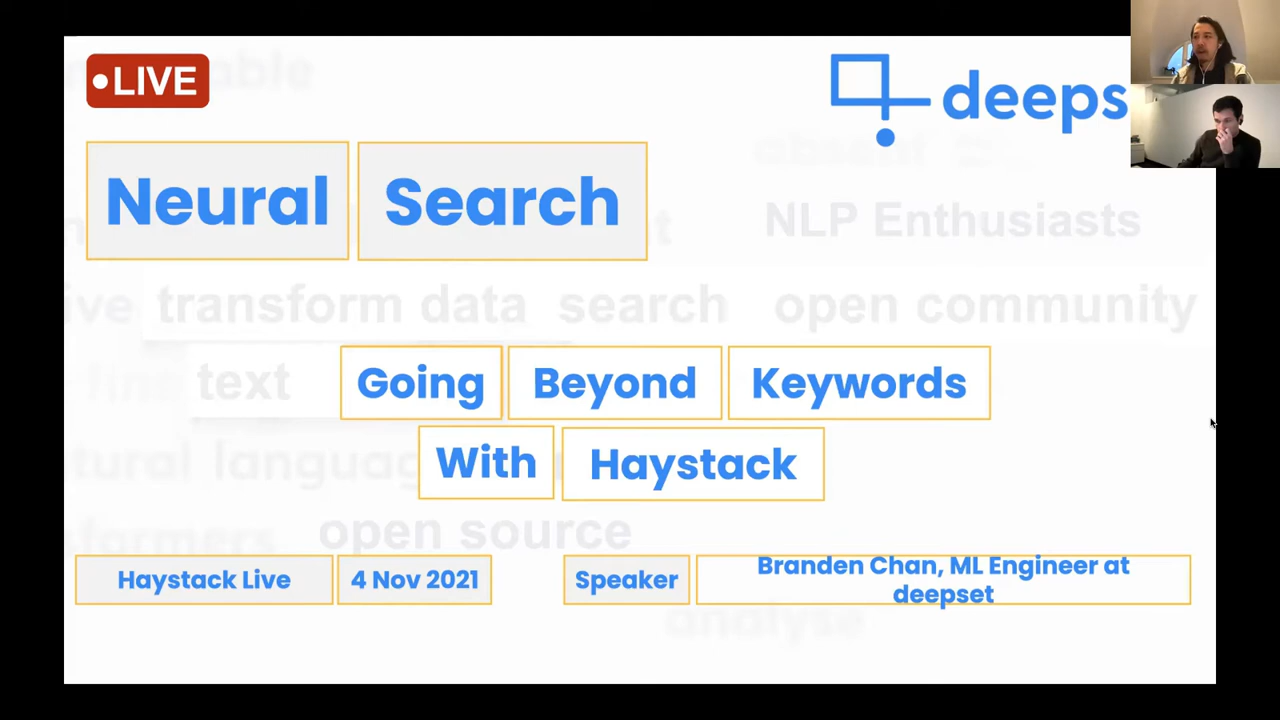 LIVE
deeps
Neural Search
NLP Enthusiasts
transform data search open community
text
Going Beyond Keywords
With Haystack
open source
Haystack Live 4 Nov 2021 Speaker Branden Chan, ML Engineer at
deepset
analyse